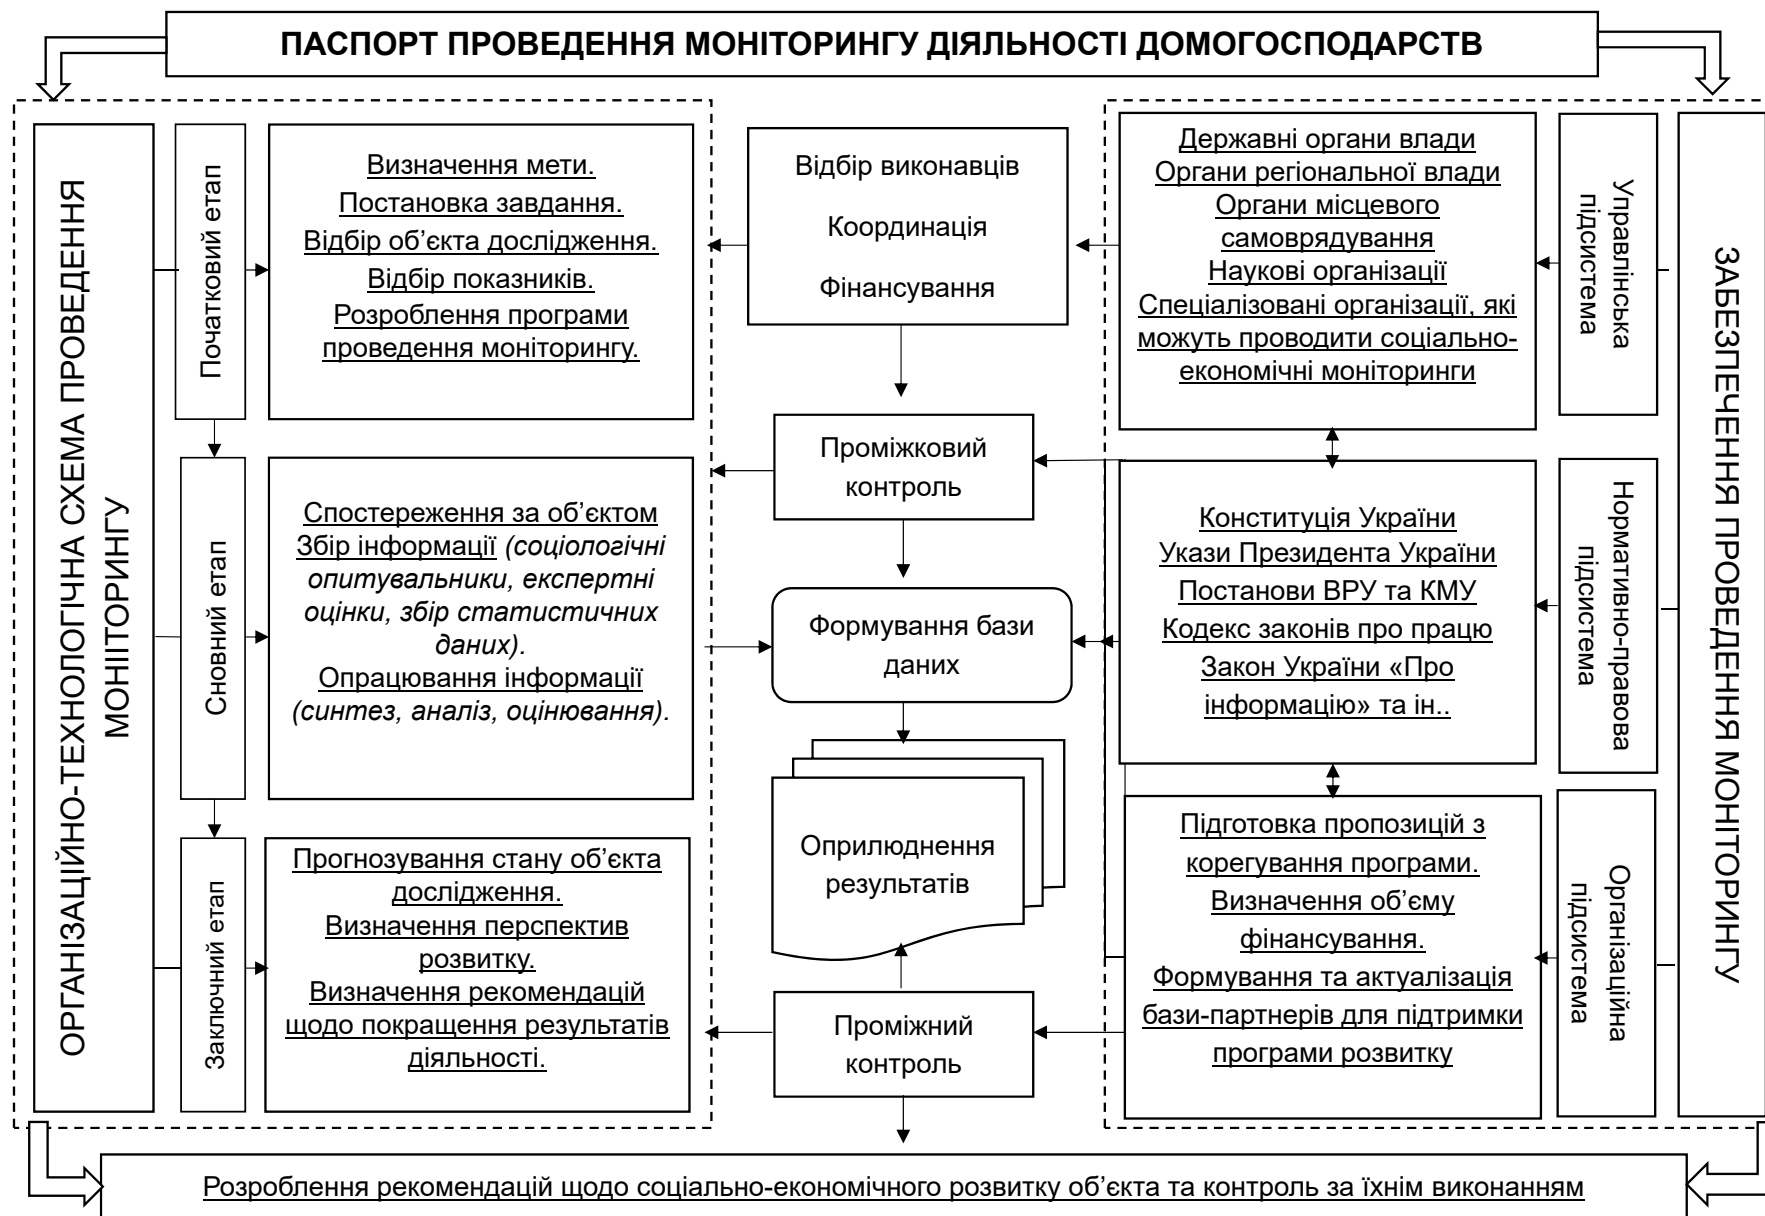 ПАСПОРТ ПРОВЕДЕННЯ МОНІТОРИНГУ ДІЯЛЬНОСТІ ДОМОГОСПОДАРСТВ
ОРГАНІЗАЦІЙНО-ТЕХНОЛОГІЧНА СХЕМА ПРОВЕДЕННЯ
МОНІІТОРИНГУ
Початковий етап
Визначення мети.
Постановка завдання.
Відбір об’єкта дослідження.
Відбір показників.
Розроблення програми
проведення моніторингу.
Сновний етап
Спостереження за об’єктом
Збір інформації (соціологічні
опитувальники, експертні
оцінки, збір статистичних
даних).
Опрацювання інформації
(синтез, аналіз, оцінювання).
Заключний етап
Прогнозування стану об’єкта
дослідження.
Визначення перспектив
розвитку.
Визначення рекомендацій
щодо покращення результатів
діяльності.
Відбір виконавців
Координація
Фінансування
Проміжковий
контроль
Формування бази
даних
Оприлюднення
результатів
Проміжний
контроль
Державні органи влади
Органи регіональної влади
Органи місцевого
самоврядування
Наукові організації
Спеціалізовані організації, які
можуть проводити соціально-
економічні моніторинги
Управлінська
підсистема
Конституція України
Укази Президента України
Постанови ВРУ та КМУ
Кодекс законів про працю
Закон України «Про
інформацію» та ін..
Нормативно-правова
підсистема
Підготовка пропозицій з
корегування програми.
Визначення об’єму
фінансування.
Формування та актуалізація
бази-партнерів для підтримки
програми розвитку
Організаційна
підсистема
ЗАБЕЗПЕЧЕННЯ ПРОВЕДЕННЯ МОНІТОРИНГУ
Розроблення рекомендацій щодо соціально-економічного розвитку об’єкта та контроль за їхнім виконанням